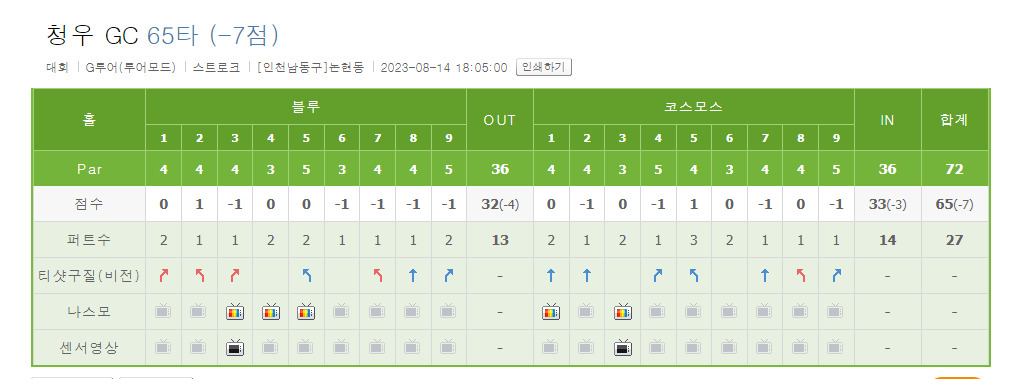 청우 GC 65타 (-7점)
대회 G투어(투어모드) 스트로크 [인천남동구]논현동 2023-08-14 18:05:00 인쇄하기
홀 블루 OUT 코스모스 IN 합계
1 2 3 4 5 6 7 8 9 1 2 3 4 5 6 7 8 9
Par 4 4 4 3 5 3 4 4 5 36 4 4 3 5 4 3 4 4 5 36 72
점수 0 1 -1 0 0 -1 -1 -1 -1 32(-4) 0 -1 0 -1 1 0 -1 0 -1 33(-3) 65(-7)
퍼트수 2 1 1 2 2 1 1 1 2 13 2 1 2 1 3 2 1 1 1 14 27
티샷구질(비전) - - -
나스모 - - -
센서영상 - - -